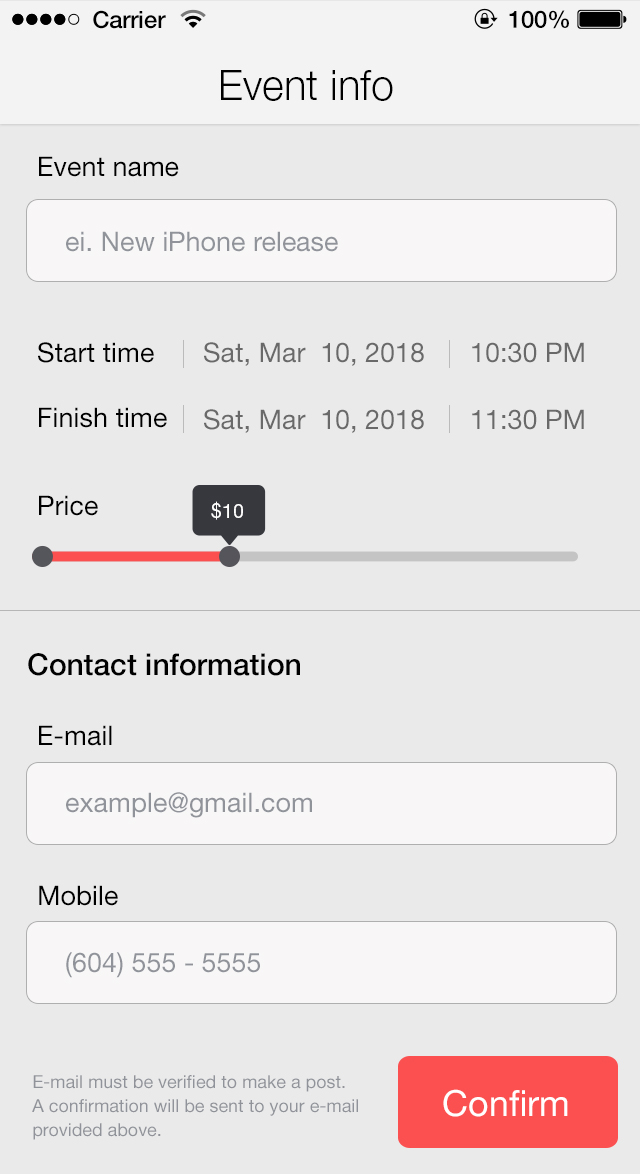 Carrier 100%
Event info
Event name
ei. New iPhone release
Start time Sat, Mar 10, 2018 10:30 PM
Finish time Sat, Mar 10, 2018 11:30 PM
Price
$10
Contact information
E-mail
example@gmail.com
Mobile
(604) 555 - 5555
E-mail must be verified to make a post.
A confirmation will be sent to your e-mail
provided above.
Confirm